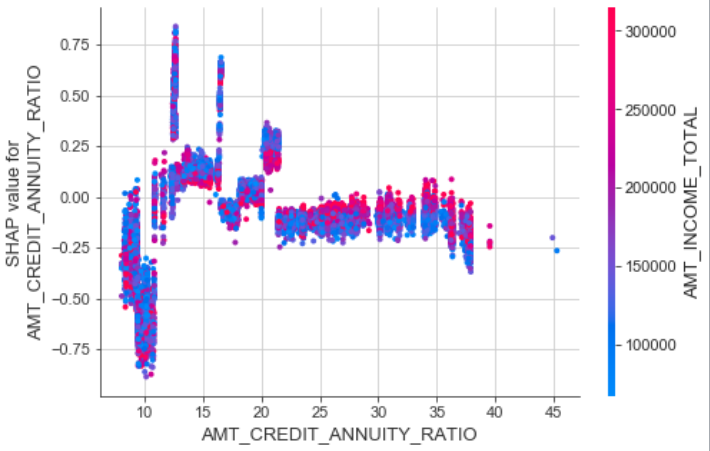 0.75
0.50
0.25
0.00
−0.25
−0.50
−0.75
SHAP value for
AMT_CREDIT_ANNUITY_RATIO
10 15 20 25 30 35 40 45
AMT_CREDIT_ANNUITY_RATIO
300000
250000
200000
150000
100000
AMT_INCOME_TOTAL